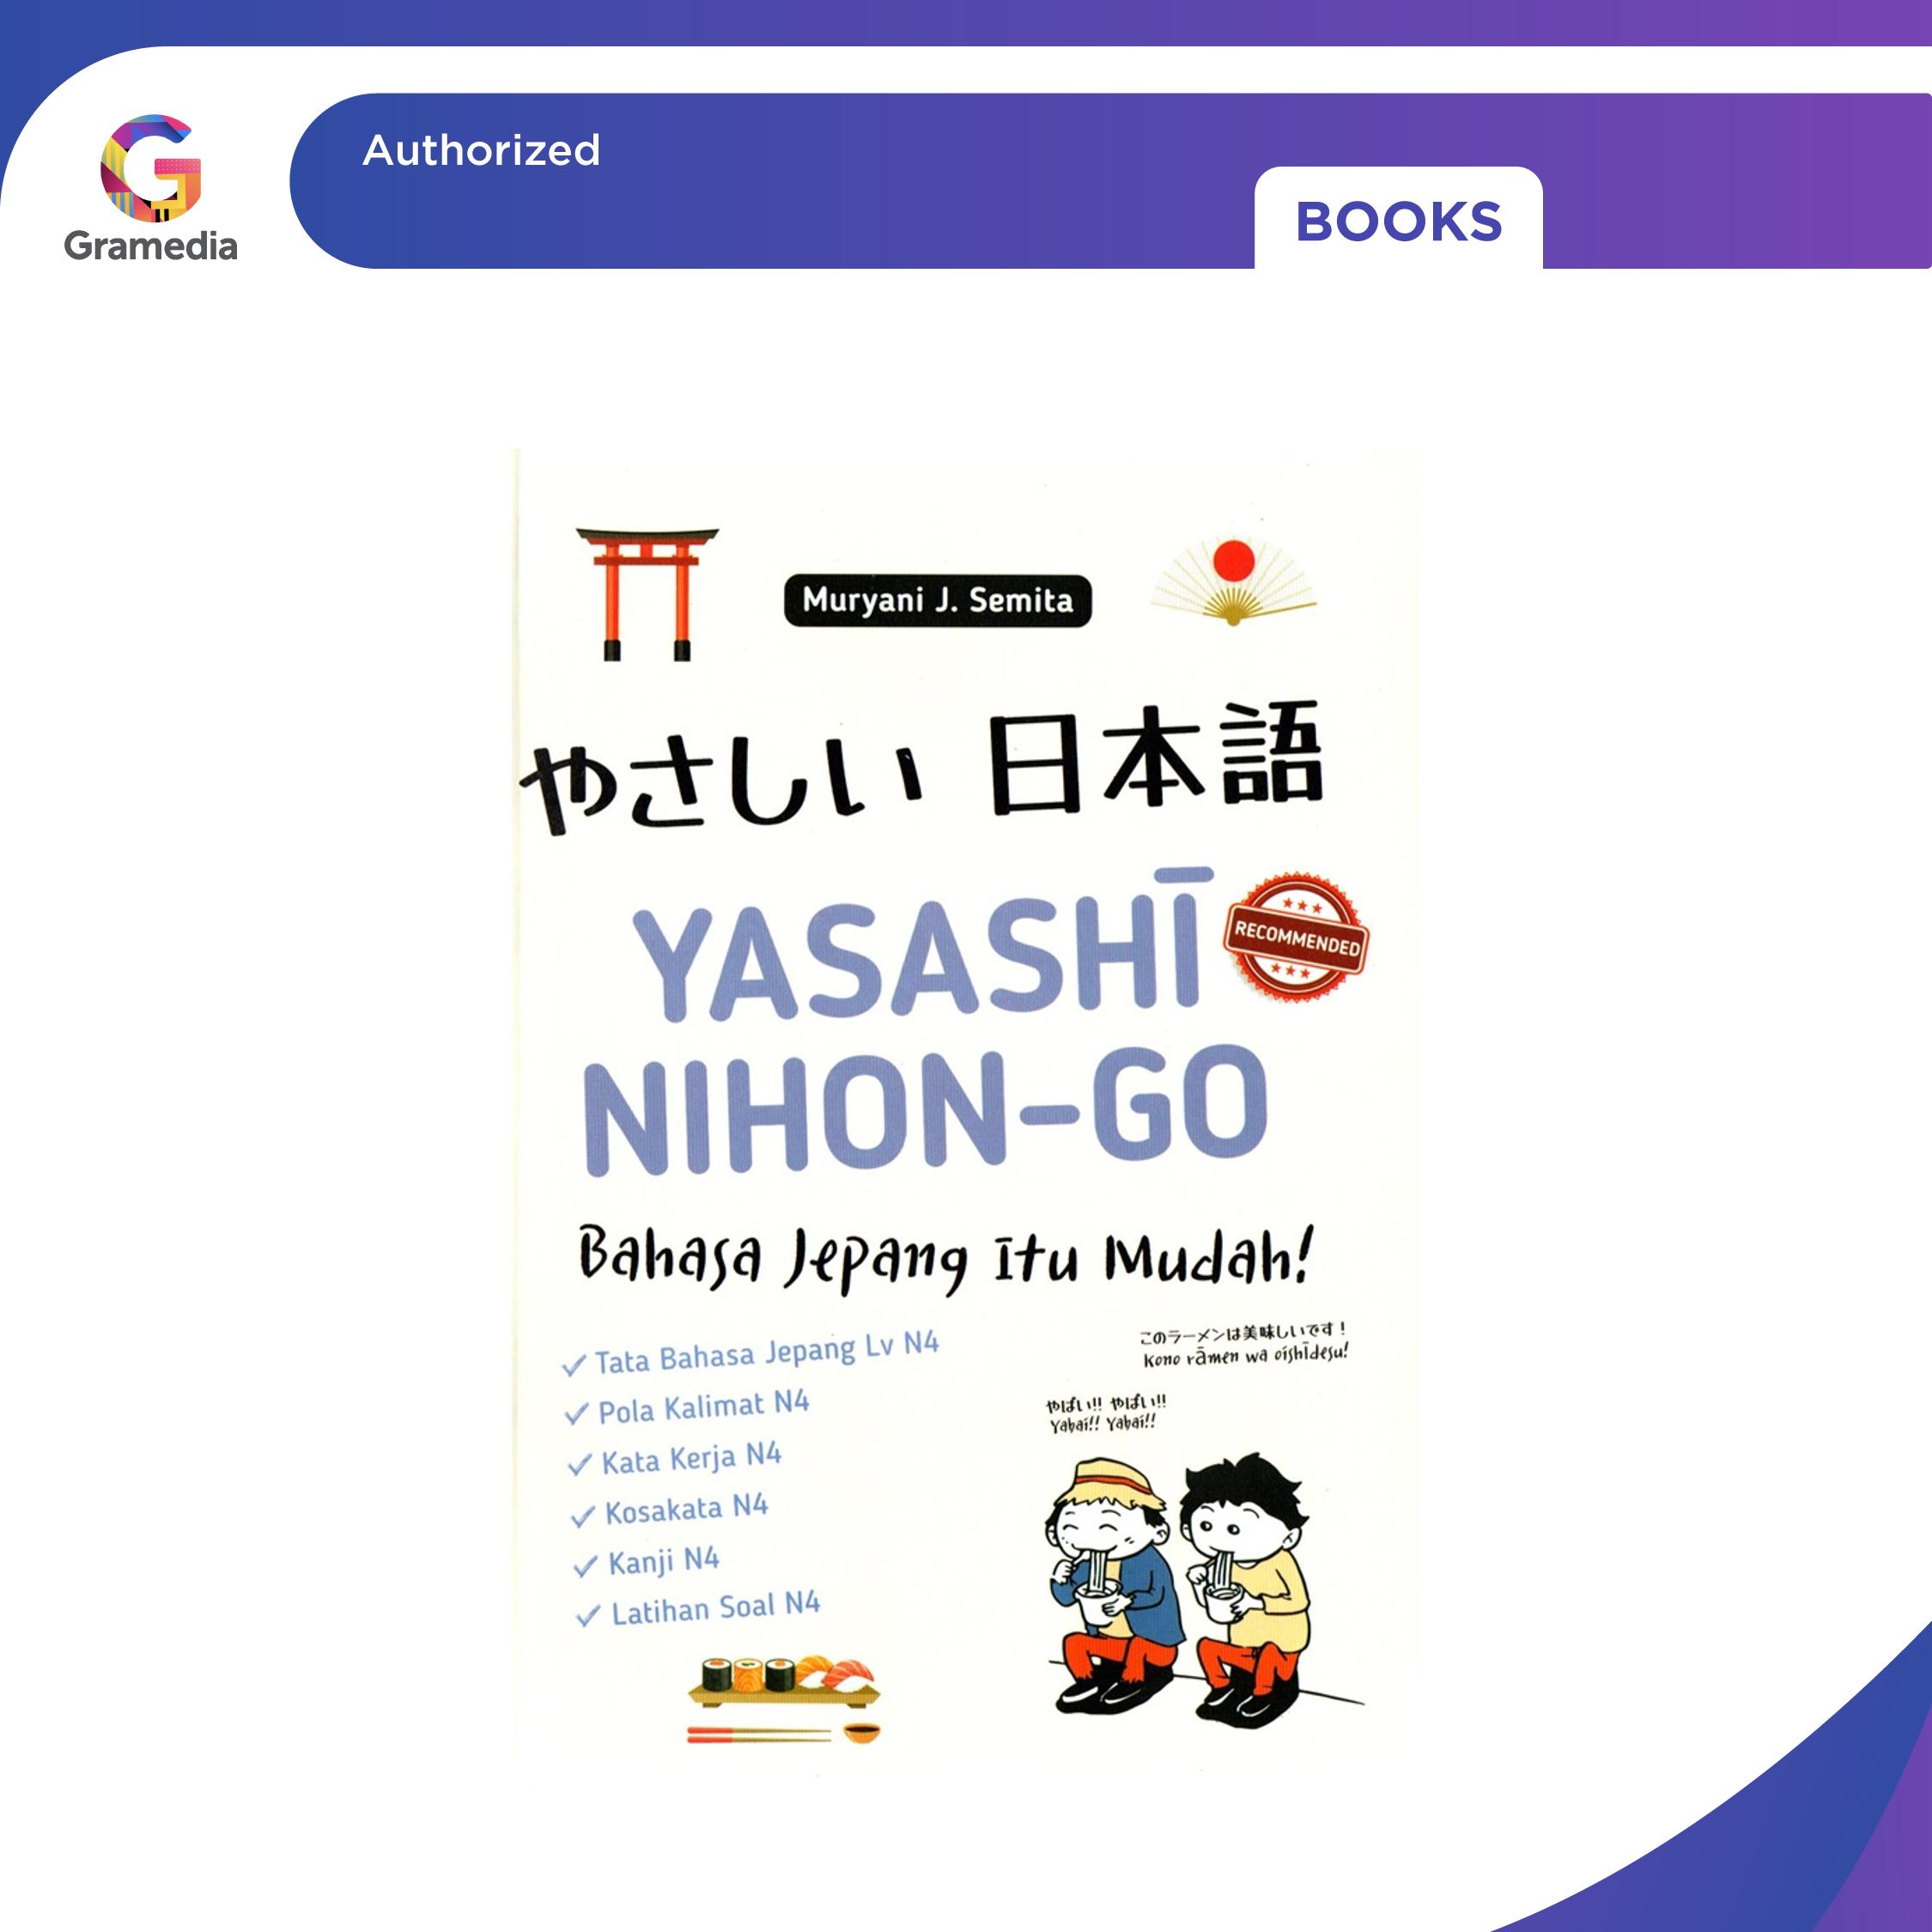 Gramedia
Authorized
BOOKS
Muryani J. Semita
やさしい 日本語
YASASHĪ
RECOMMENDED
NIHON-GO
Bahasa Jepang Itu Mudah!
Tata Bahasa Jepang Lv N4
Pola Kalimat N4
Kata Kerja N4
Kosakata N4
Kanji N4
Latihan Soal N4
このラーメンは美味しいです！
Kono rāmen wa oishīdesu!
やばい!! やばい!!
Yabai!! Yabai!!